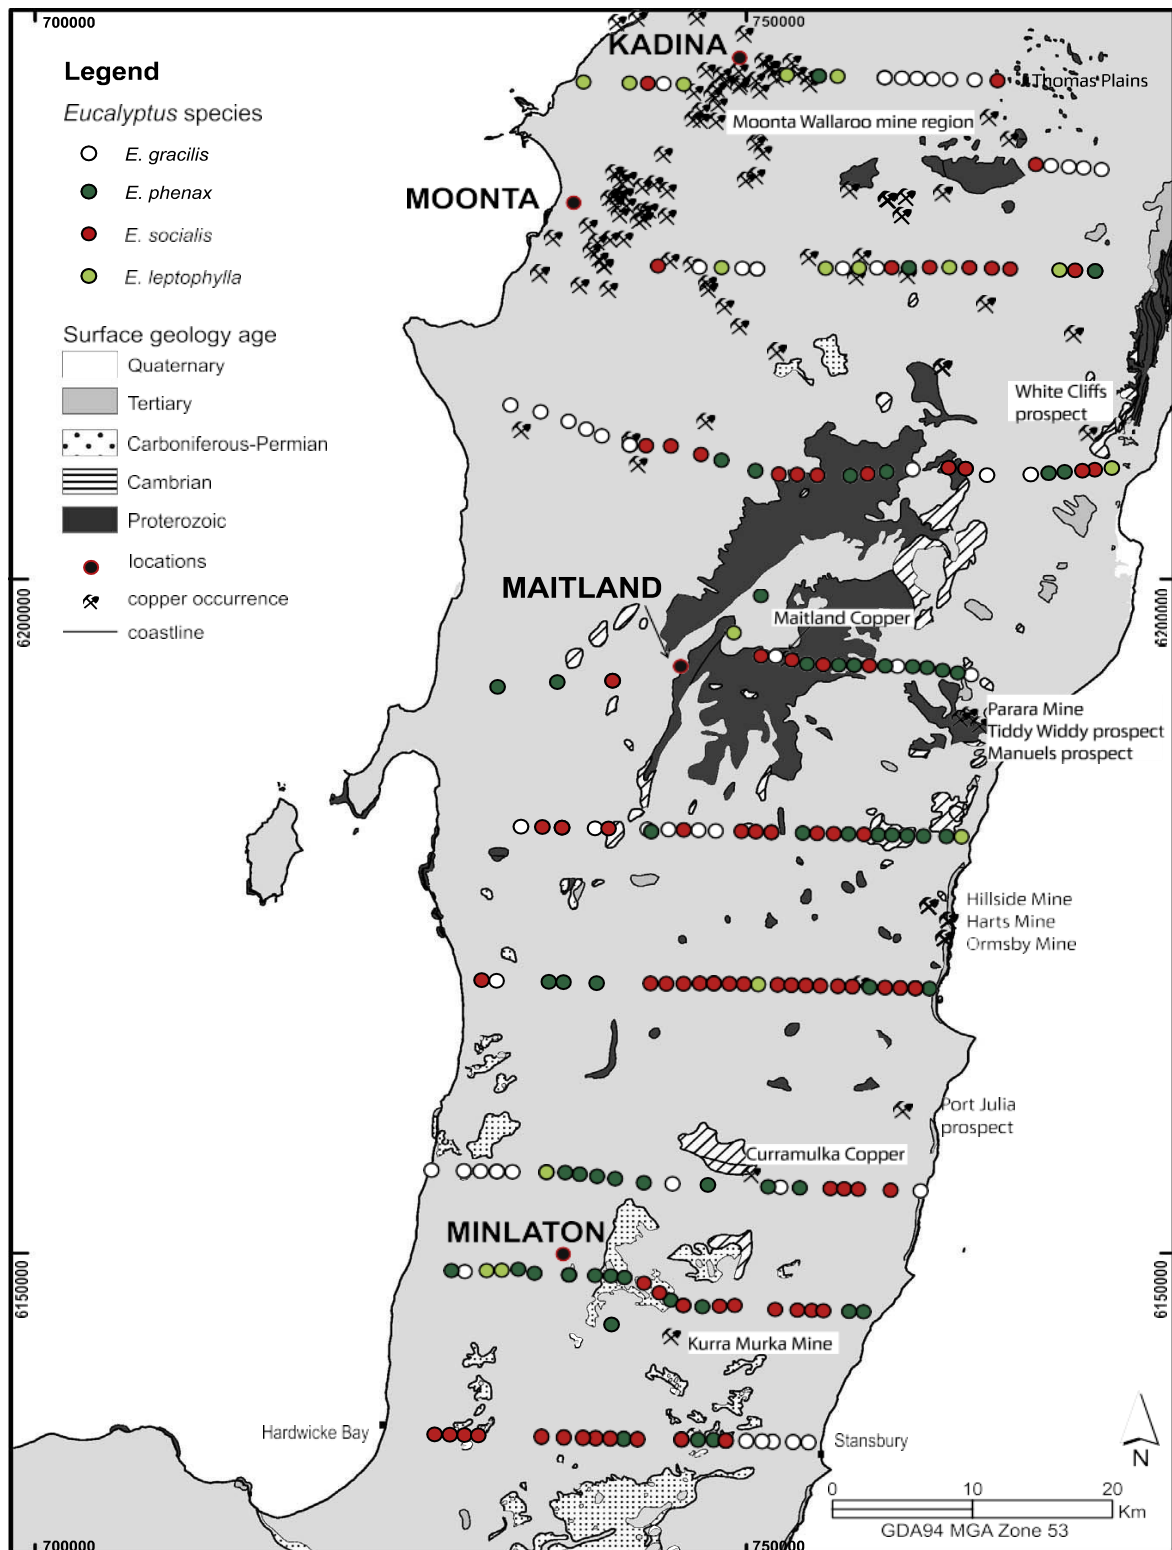 700000
750000
KADINA
Legend
Thomas Plains
Eucalyptus species
Moonta Wallaroo mine region
E. gracilis
E. phenax
MOONTA
E. socialis
E. leptophylla
Surface geology age
Quaternary
Tertiary
White Cliffs
prospect
Carboniferous-Permian
Cambrian
Proterozoic
locations
MAITLAND
copper occurrence
6200000
6200000
Maitland Copper
coastline
Parara Mine
Tiddy Widdy prospect
Manuels prospect
Hillside Mine
Harts Mine
Ormsby Mine
Port Julia
prospect
Curramulka Copper
MINLATON
6150000
6150000
Kurra Murka Mine
Hardwicke Bay
Stansbury
N
0 10 20
Km
GDA94 MGA Zone 53
700000
750000